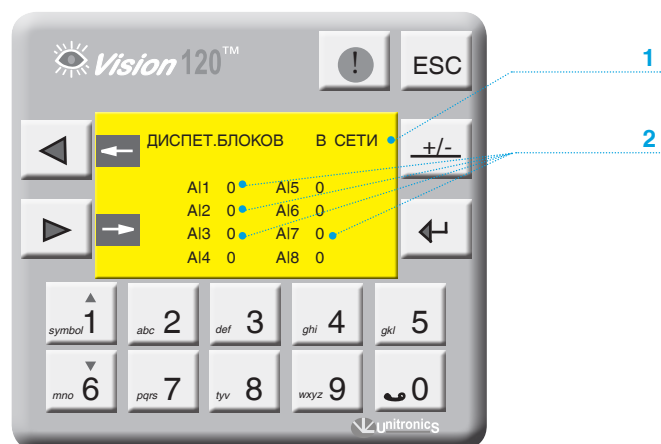 Vision 120™
! ESC
1
ДИСПЕТ.БЛОКОВ В СЕТИ
+/-
2
AI1 0 AI5 0
AI2 0 AI6 0
AI3 0 AI7 0
AI4 0 AI8 0
symbol 1
abc 2
def 3
ghi 4
gkl 5
mno 6
pqrs 7
tyv 8
wxyz 9
0
Unitronics